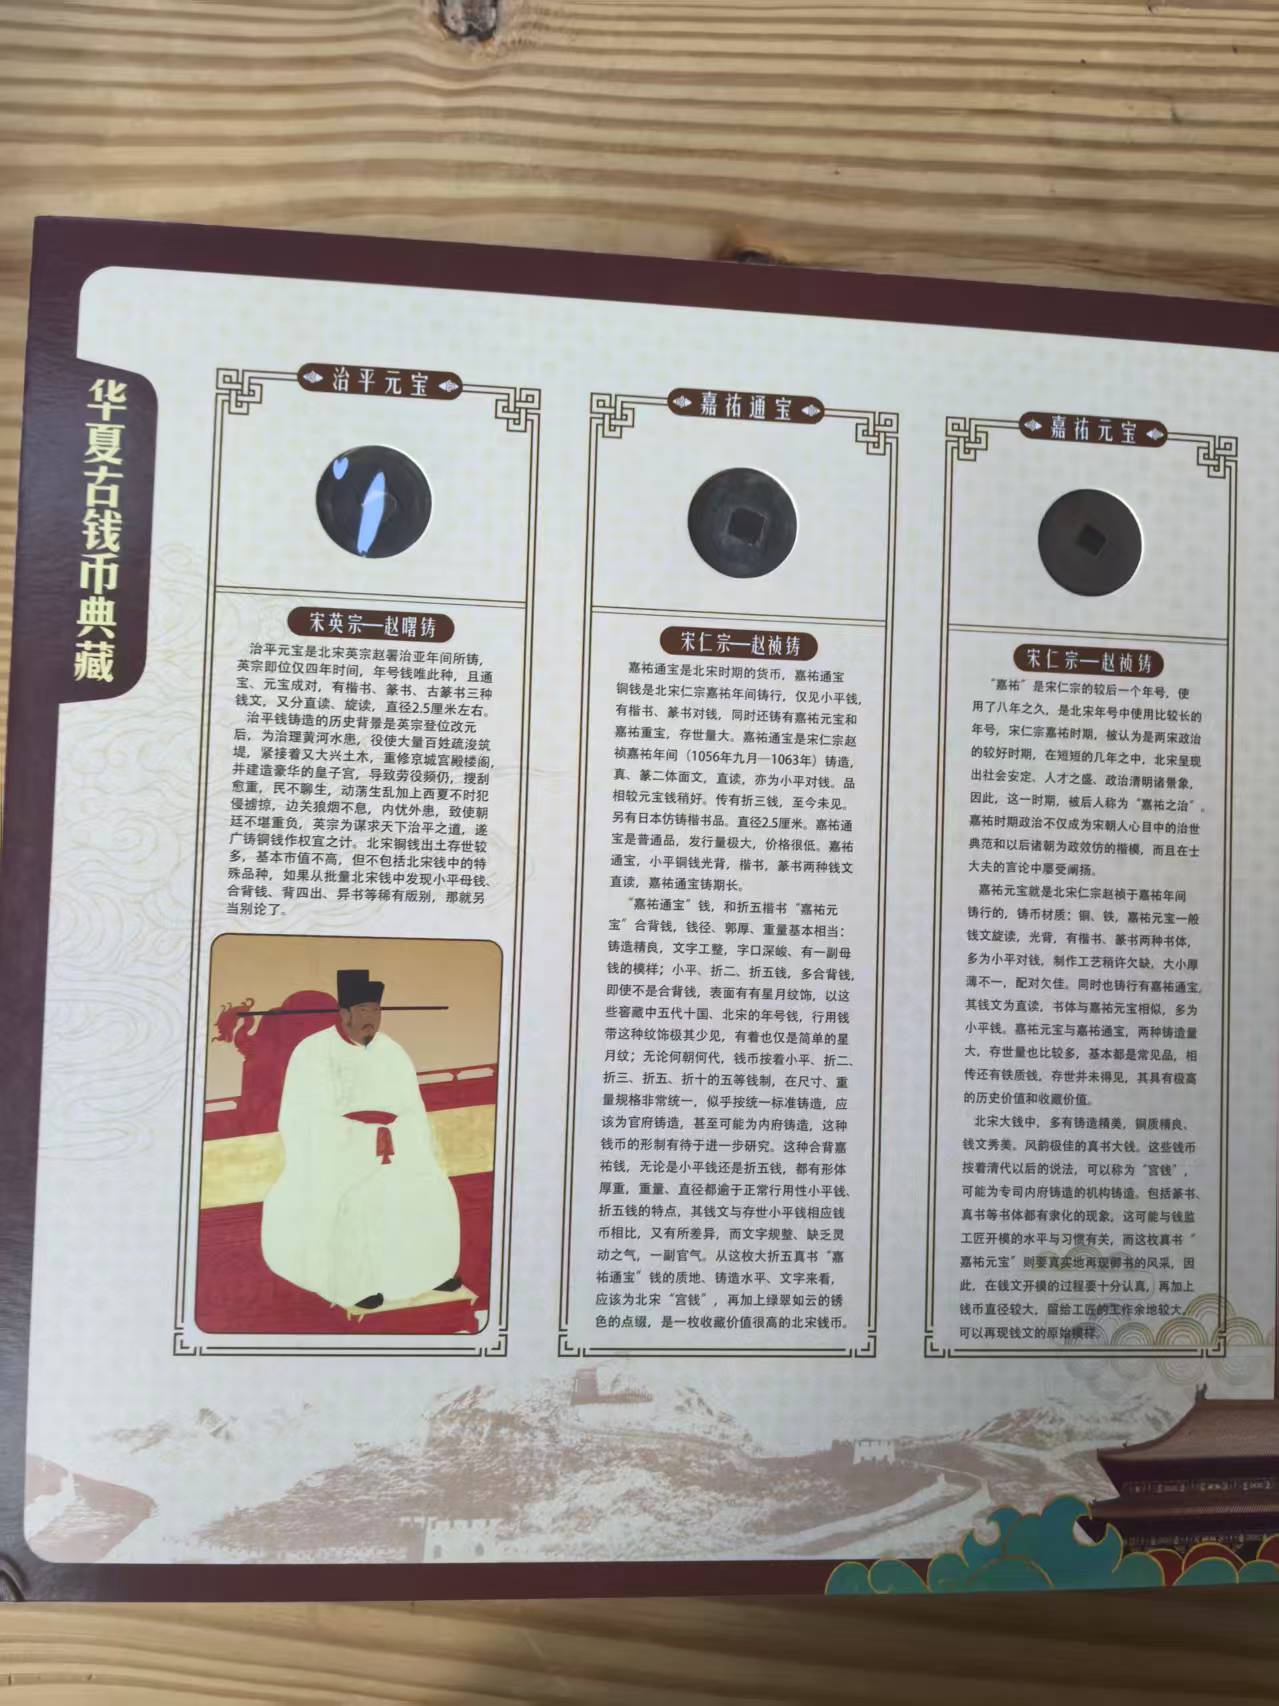 华夏古钱币典藏
治平元宝
宋英宗—赵曙铸
治平元宝是北宋英宗赵署治亚年间所铸，
英宗即位仅四年时间，年号钱唯此种，且通
宝、元宝成对，有楷书、篆书、古篆书三种
钱文，又分直读、旋读，直径2.5厘米左右。
治平钱铸造的历史背景是英宗登位改元
后，为治理黄河水患，役使大量百姓疏浚筑
堤，紧接着又大兴土木，重修京城宫殿楼阁，
并建造豪华的皇子宫，导致劳役频仍，搜刮
愈重，民不聊生，动荡生乱加上西夏不时犯
侵掳掠，边关狼烟不息，内忧外患，致使朝
廷不堪重负，英宗为谋求天下治平之道，遂
广铸铜钱作权宜之计。北宋铜钱出土存世较
多，基本市值不高，但不包括北宋钱中的特
殊品种，如果从批量北宋钱中发现小平母钱、
合背钱、背四出、异书等稀有版别，那就另
当别论了。
嘉祐通宝
宋仁宗—赵祯铸
嘉祐通宝是北宋时期的货币，嘉祐通宝
铜钱是北宋仁宗嘉祐年间铸行，仅见小平钱，
有楷书、篆书对钱，同时还铸有嘉祐元宝和
嘉祐重宝，存世量大。嘉祐通宝是宋仁宗赵
祯嘉祐年间（1056年九月—1063年）铸造，
真、篆二体面文，直读，亦为小平对钱。品
相较元宝钱稍好。传有折三钱，至今未见。
另有日本仿铸楷书品。直径2.5厘米。嘉祐通
宝是普通品，发行量极大，价格很低。嘉祐
通宝，小平铜钱光背，楷书，篆书两种钱文
直读，嘉祐通宝铸期长。
“嘉祐通宝”钱，和折五楷书“嘉祐元
宝”合背钱，钱径、郭厚、重量基本相当：
铸造精良，文字工整，字口深峻、有一副母
钱的模样；小平、折二、折五钱，多合背钱，
即使不是合背钱，表面有有星月纹饰，以这
些窖藏中五代十国、北宋的年号钱，行用钱
带这种纹饰极其少见，有着也仅是简单的星
月纹；无论何朝何代，钱币按着小平、折二、
折三、折五、折十的五等钱制，在尺寸、重
量规格非常统一，似乎按统一标准铸造，应
该为官府铸造，甚至可能为内府铸造，这种
钱币的形制有待于进一步研究。这种合背嘉
祐钱，无论是小平钱还是折五钱，都有形体
厚重，重量、直径都逾于正常行用性小平钱、
折五钱的特点，其钱文与存世小平钱相应钱
币相比，又有所差异，而文字规整、缺乏灵
动之气，一副官气。从这枚大折五真书“嘉
祐通宝”钱的质地、铸造水平、文字来看，
应该为北宋“宫钱”，再加上绿翠如云的锈
色的点缀，是一枚收藏价值很高的北宋钱币。
嘉祐元宝
宋仁宗—赵祯铸
“嘉祐”是宋仁宗的较后一个年号，使
用了八年之久，是北宋年号中使用比较长的
年号，宋仁宗嘉祐时期，被认为是两宋政治
的较好时期，在短短的几年之中，北宋呈现
出社会安定、人才之盛、政治清明诸景象，
因此，这一时期，被后人称为“嘉祐之治”。
嘉祐时期政治不仅成为宋朝人心目中的治世
典范和以后诸朝为政效仿的楷模，而且在士
大夫的言论中屡受阐扬。
嘉祐元宝就是北宋仁宗赵祯于嘉祐年间
铸行的，铸币材质：铜、铁，嘉祐元宝一般
钱文旋读，光背，有楷书、篆书两种书体，
多为小平对钱，制作工艺稍许欠缺，大小厚
薄不一，配对欠佳。同时也铸行有嘉祐通宝，
其钱文为直读，书体与嘉祐元宝相似，多为
小平钱。嘉祐元宝与嘉祐通宝，两种铸造量
大，存世量也比较多，基本都是常见品，相
传还有铁质钱，存世并未得见，其具有极高
的历史价值和收藏价值。
北宋大钱中，多有铸造精美，铜质精良、
钱文秀美。风韵极佳的真书大钱。这些钱币
按着清代以后的说法，可以称为“宫钱”，
可能为专司内府铸造的机构铸造。包括篆书、
真书等书体都有隶化的现象，这可能与钱监
工匠开模的水平与习惯有关，而这枚真书“
嘉祐元宝”则要真实地再现御书的风采，因
此，在钱文开模的过程要十分认真，再加上
钱币直径较大，留给工匠的工作余地较大，
可以再现钱文的原始模样。